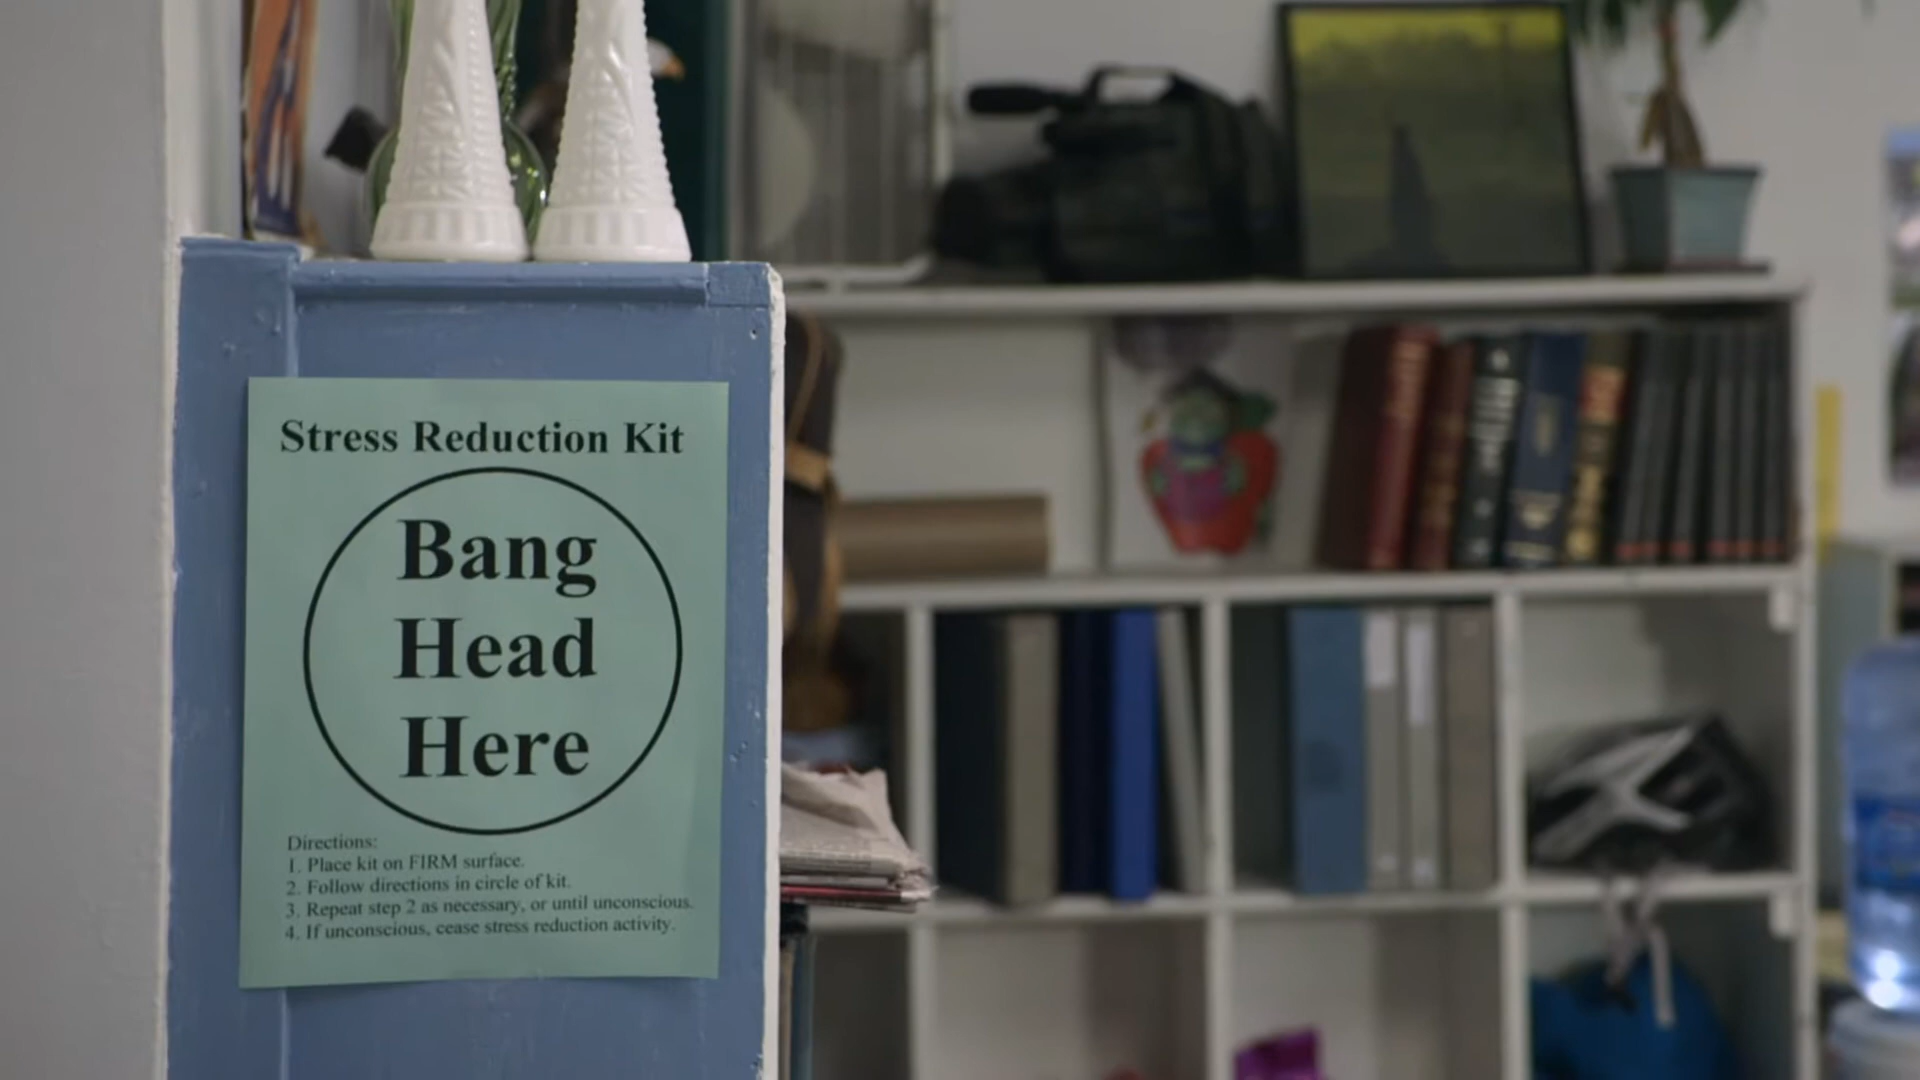 Stress Reduction Kit
Bang
Head
Here
Directions:
1. Place kit on FIRM surface.
2. Follow directions in circle of kit.
3. Repeat step 2 as necessary, or until unconscious.
4. If unconscious, cease stress reduction activity.